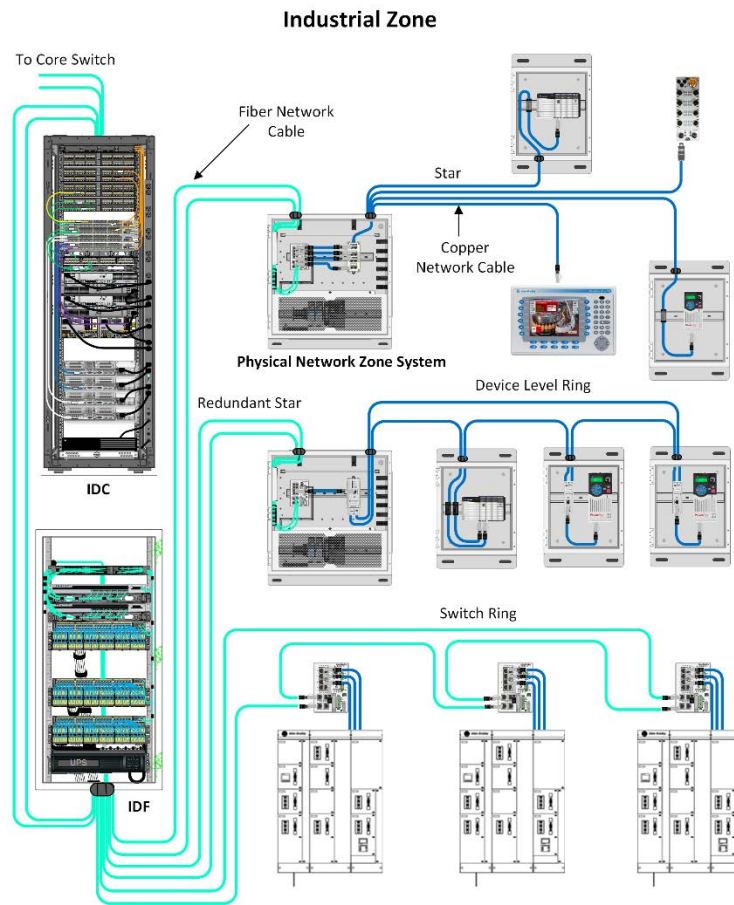 Industrial Zone
To Core Switch
Fiber Network
Cable
Star
Copper
Network Cable
Physical Network Zone System
Redundant Star
Device Level Ring
IDC
Switch Ring
UPS
IDF